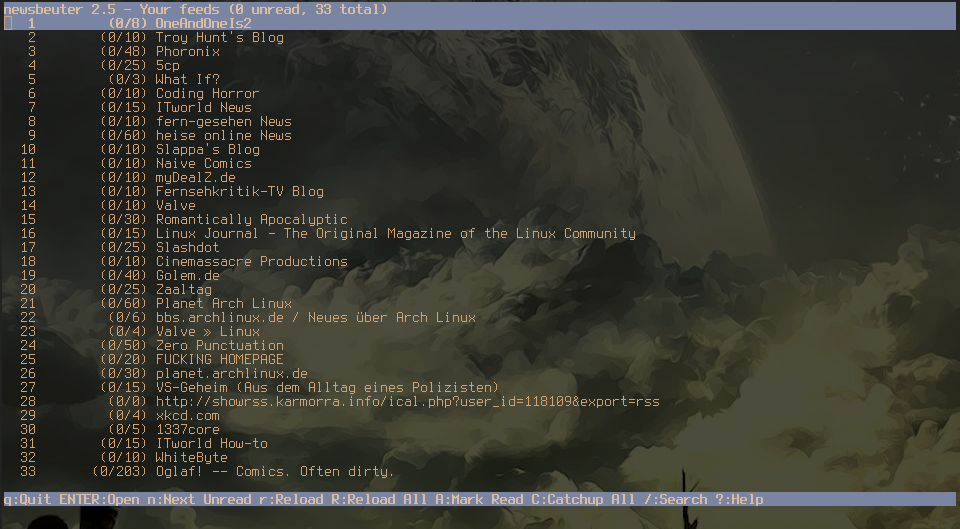 newsbeuter 2.5 - Your feeds (0 unread, 33 total)
1 (0/8) OneAndOneIs2
2 (0/10) Troy Hunt's Blog
3 (0/48) Phoronix
4 (0/25) 5cp
5 (0/3) What If?
6 (0/10) Coding Horror
7 (0/15) ITworld News
8 (0/10) fern-gesehen News
9 (0/60) heise online News
10 (0/10) Slappa's Blog
11 (0/10) Naive Comics
12 (0/10) myDealZ.de
13 (0/10) Fernsehkritik-TV Blog
14 (0/10) Valve
15 (0/30) Romantically Apocalyptic
16 (0/15) Linux Journal - The Original Magazine of the Linux Community
17 (0/25) Slashdot
18 (0/10) Cinemassacre Productions
19 (0/40) Golem.de
20 (0/25) Zaaltag
21 (0/60) Planet Arch Linux
22 (0/6) bbs.archlinux.de / Neues über Arch Linux
23 (0/4) Valve » Linux
24 (0/50) Zero Punctuation
25 (0/20) FUCKING HOMEPAGE
26 (0/30) planet.archlinux.de
27 (0/15) VS-Geheim (Aus dem Alltag eines Polizisten)
28 (0/0) http://showrss.karmorra.info/ical.php?user_id=118109&export=rss
29 (0/4) xkcd.com
30 (0/5) 1337core
31 (0/15) ITworld How-to
32 (0/10) WhiteByte
33 (0/203) Oglaf! -- Comics. Often dirty.
q:Quit ENTER:Open n:Next Unread r:Reload R:Reload All A:Mark Read C:Catchup All /:Search ?:Help